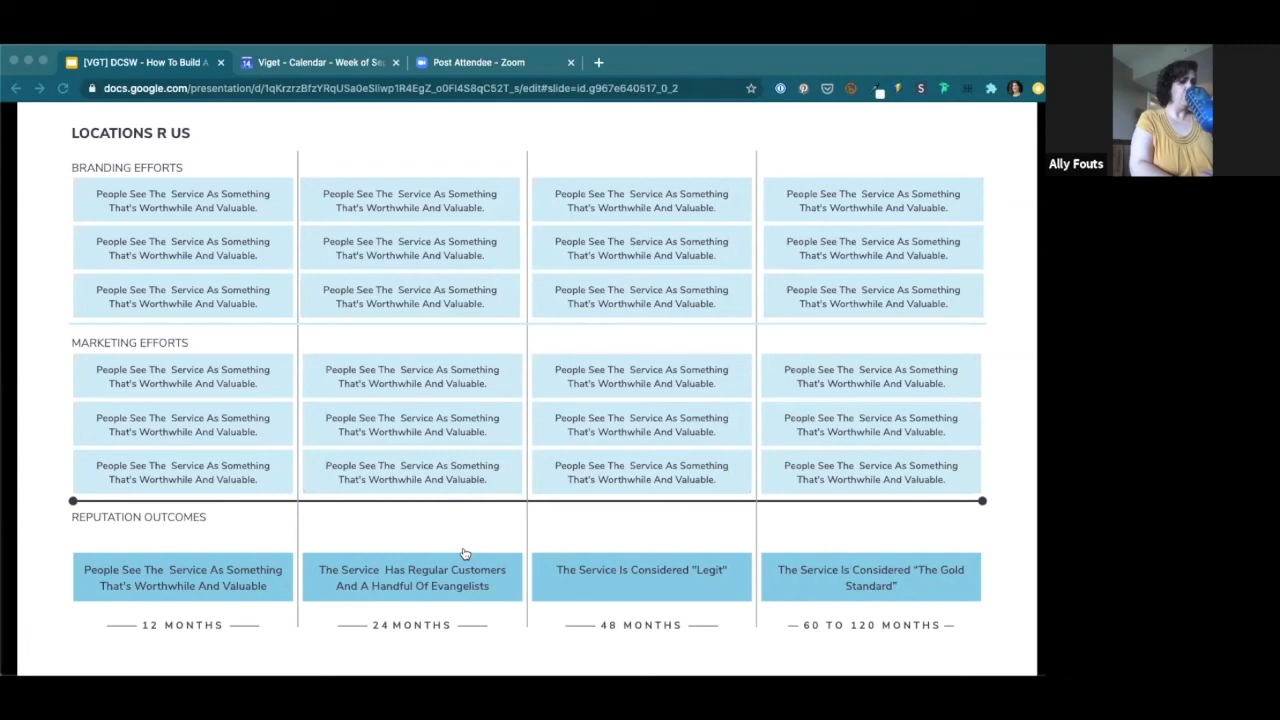 [VGT] DCSW - How To Build A
Viget - Calendar - Week of Se
Post Attendee - Zoom
docs.google.com/presentation/d/1qKrzrzBfzYRqUSa0eSliwp1R4EgZ_o0Fl4S8qC52T_s/edit#slide=id.g967e640517_0_2
Ally Fouts
LOCATIONS R US
BRANDING EFFORTS
People See The Service As Something
That's Worthwhile And Valuable.
People See The Service As Something
That's Worthwhile And Valuable.
People See The Service As Something
That's Worthwhile And Valuable.
People See The Service As Something
That's Worthwhile And Valuable.
People See The Service As Something
That's Worthwhile And Valuable.
People See The Service As Something
That's Worthwhile And Valuable.
People See The Service As Something
That's Worthwhile And Valuable.
People See The Service As Something
That's Worthwhile And Valuable.
People See The Service As Something
That's Worthwhile And Valuable.
People See The Service As Something
That's Worthwhile And Valuable.
People See The Service As Something
That's Worthwhile And Valuable.
People See The Service As Something
That's Worthwhile And Valuable.
MARKETING EFFORTS
People See The Service As Something
That's Worthwhile And Valuable.
People See The Service As Something
That's Worthwhile And Valuable.
People See The Service As Something
That's Worthwhile And Valuable.
People See The Service As Something
That's Worthwhile And Valuable.
People See The Service As Something
That's Worthwhile And Valuable.
People See The Service As Something
That's Worthwhile And Valuable.
People See The Service As Something
That's Worthwhile And Valuable.
People See The Service As Something
That's Worthwhile And Valuable.
People See The Service As Something
That's Worthwhile And Valuable.
People See The Service As Something
That's Worthwhile And Valuable.
People See The Service As Something
That's Worthwhile And Valuable.
People See The Service As Something
That's Worthwhile And Valuable.
REPUTATION OUTCOMES
People See The Service As Something
That's Worthwhile And Valuable
The Service Has Regular Customers
And A Handful Of Evangelists
The Service Is Considered "Legit"
The Service Is Considered "The Gold
Standard"
12 MONTHS
24 MONTHS
48 MONTHS
60 TO 120 MONTHS